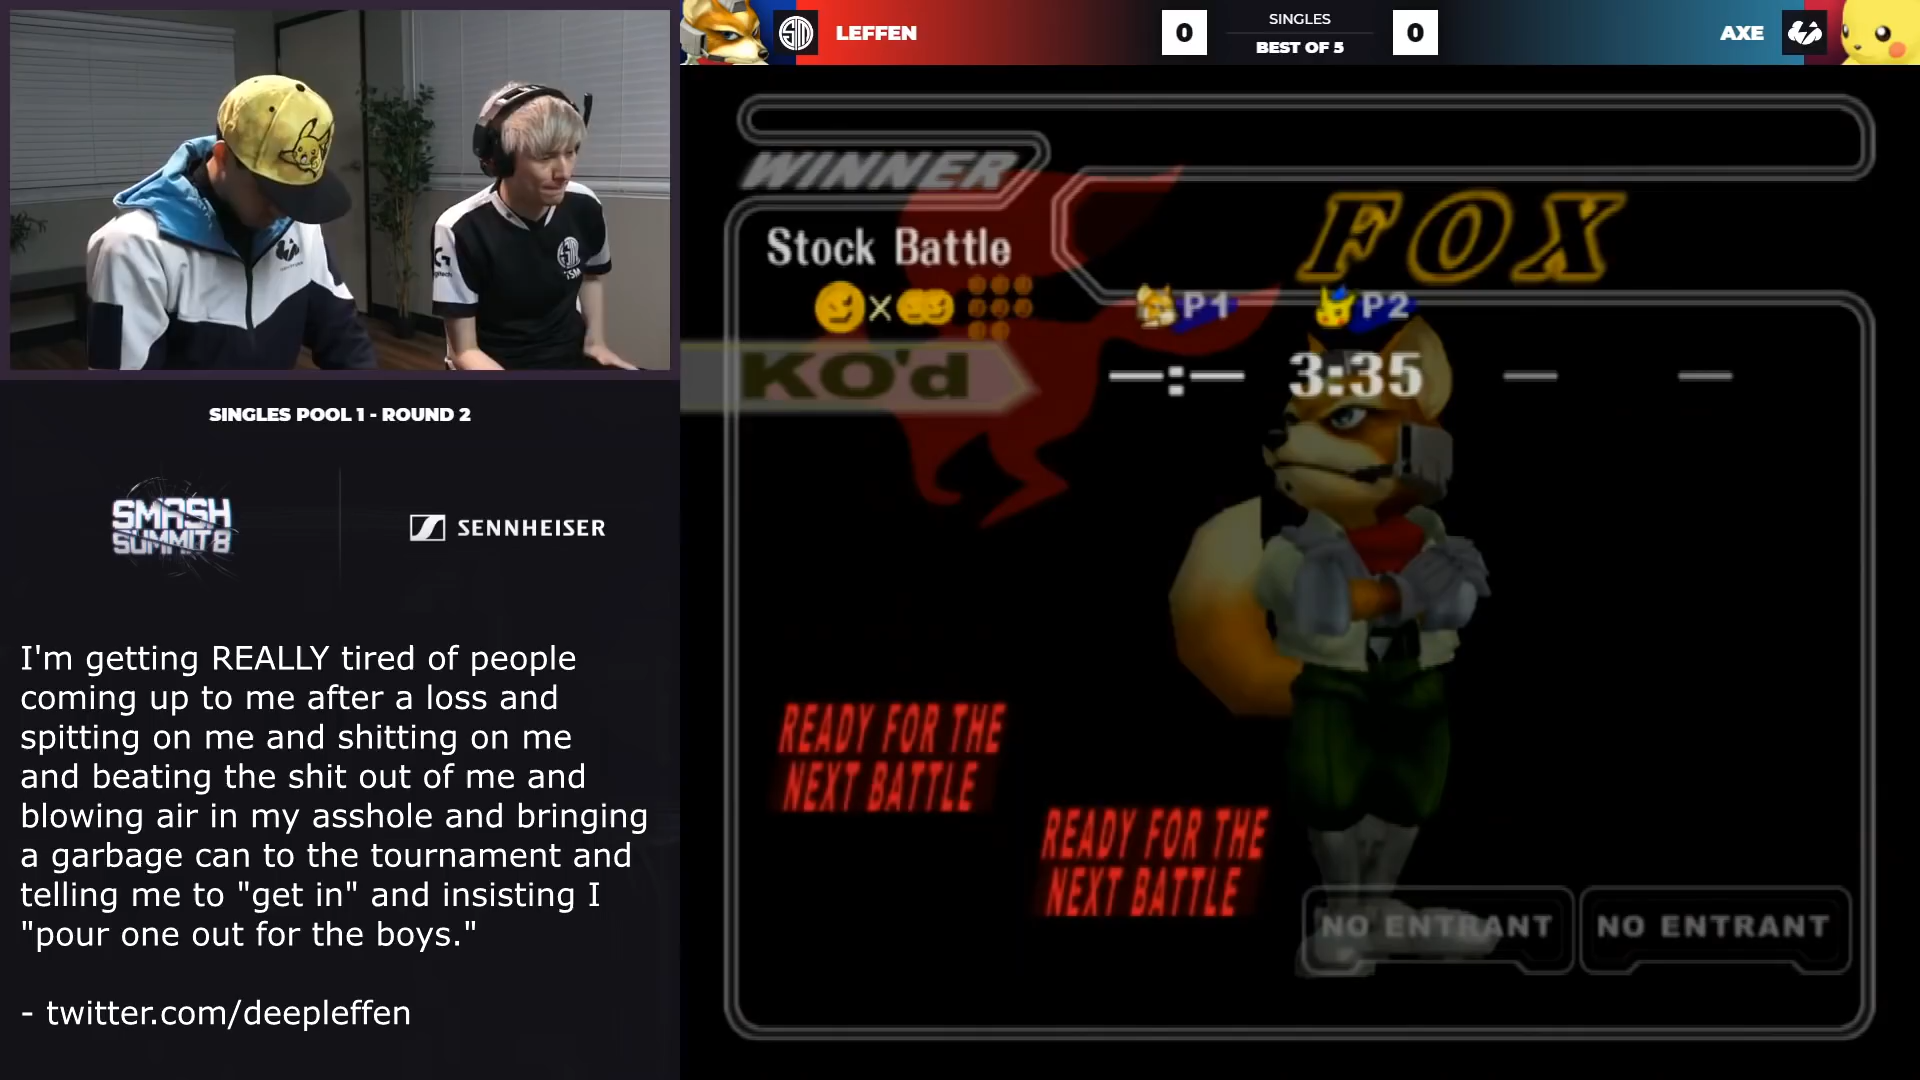 LEFFEN
0
SINGLES
BEST OF 5
0
AXE
WINNER
FOX
Stock Battle
P1
P2
KO'd
-:-
3:35
SINGLES POOL 1 - ROUND 2
SMASH
SUMMIT 8
SENNHEISER
I'm getting REALLY tired of people
coming up to me after a loss and
spitting on me and shitting on me
and beating the shit out of me and
blowing air in my asshole and bringing
a garbage can to the tournament and
telling me to "get in" and insisting I
"pour one out for the boys."
- twitter.com/deepleffen
READY FOR THE
NEXT BATTLE
READY FOR THE
NEXT BATTLE
NO ENTRANT
NO ENTRANT